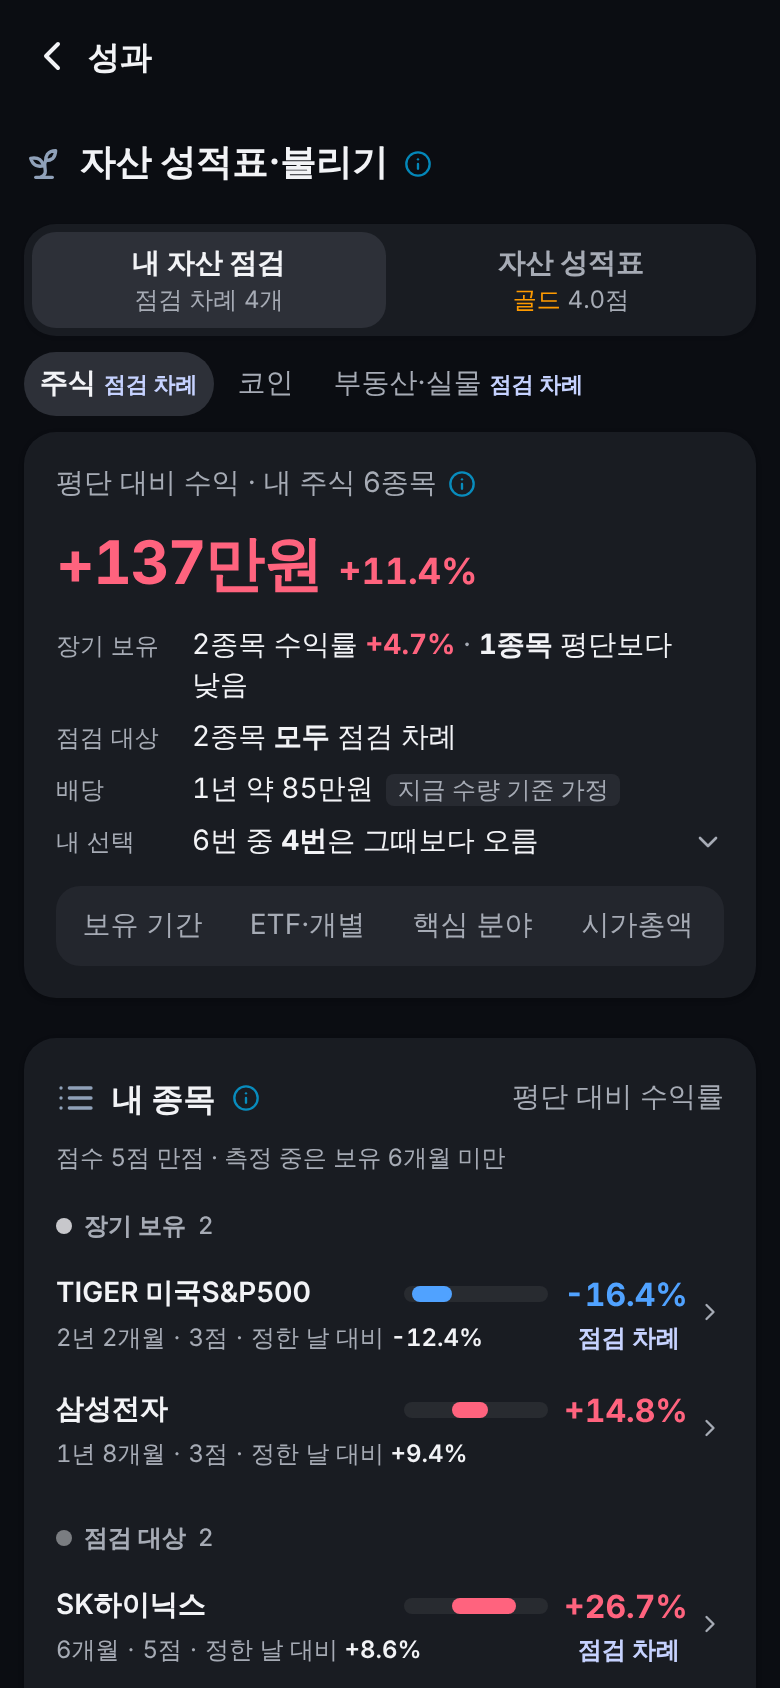 성과
자산 성적표·불리기
내 자산 점검
점검 차례 4개
자산 성적표
골드 4.0점
주식 점검 차례 코인 부동산·실물 점검 차례
평단 대비 수익 · 내 주식 6종목
+137만원 +11.4%
장기 보유 2종목 수익률 +4.7% · 1종목 평단보다
낮음
점검 대상 2종목 모두 점검 차례
배당 1년 약 85만원 지금 수량 기준 가정
내 선택 6번 중 4번은 그때보다 오름
보유 기간 ETF·개별 핵심 분야 시가총액
내 종목 평단 대비 수익률
점수 5점 만점 · 측정 중은 보유 6개월 미만
장기 보유 2
TIGER 미국S&P500 -16.4%
2년 2개월 · 3점 · 정한 날 대비 -12.4% 점검 차례
삼성전자 +14.8%
1년 8개월 · 3점 · 정한 날 대비 +9.4%
점검 대상 2
SK하이닉스 +26.7%
6개월 · 5점 · 정한 날 대비 +8.6% 점검 차례